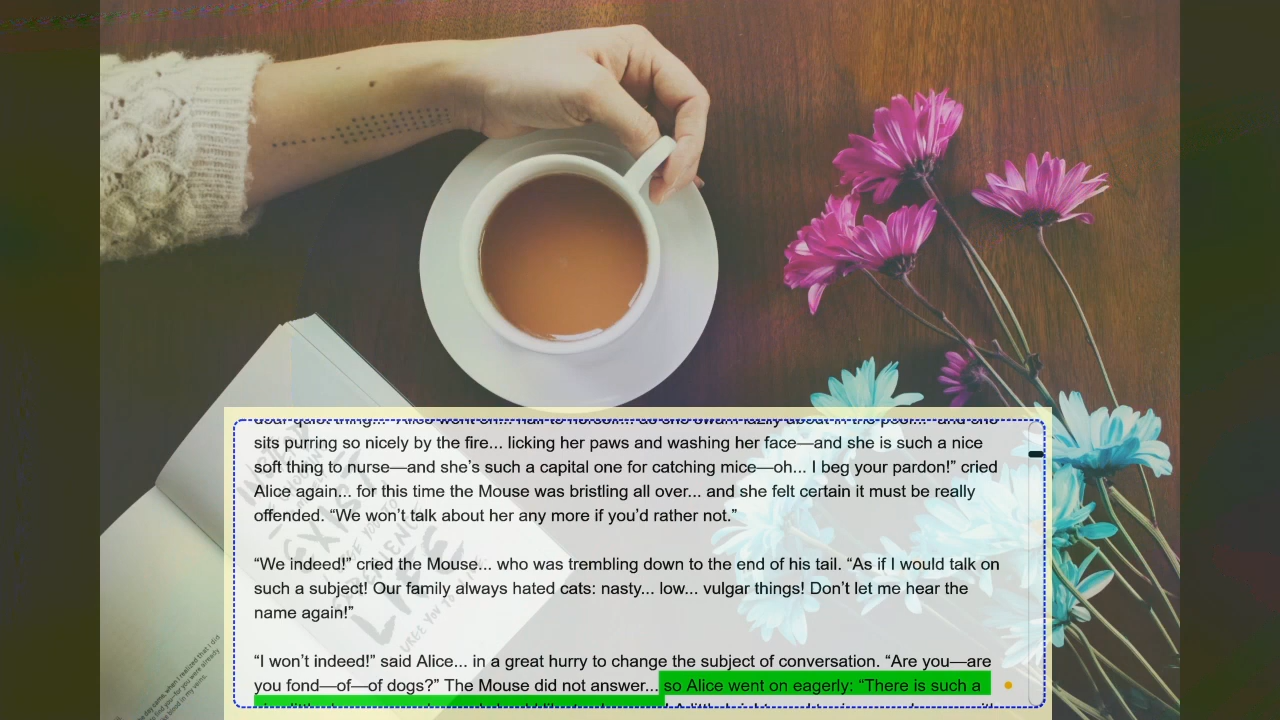 sits purring so nicely by the fire... licking her paws and washing her face—and she is such a nice
soft thing to nurse—and she's such a capital one for catching mice—oh... I beg your pardon!” cried
Alice again... for this time the Mouse was bristling all over... and she felt certain it must be really
offended. “We won’t talk about her any more if you’d rather not.”
“We indeed!” cried the Mouse... who was trembling down to the end of his tail. “As if I would talk on
such a subject! Our family always hated cats: nasty... low... vulgar things! Don’t let me hear the
name again!”
“I won’t indeed!” said Alice... in a great hurry to change the subject of conversation. “Are you—are
you fond—of—of dogs?” The Mouse did not answer... so Alice went on eagerly: “There is such a